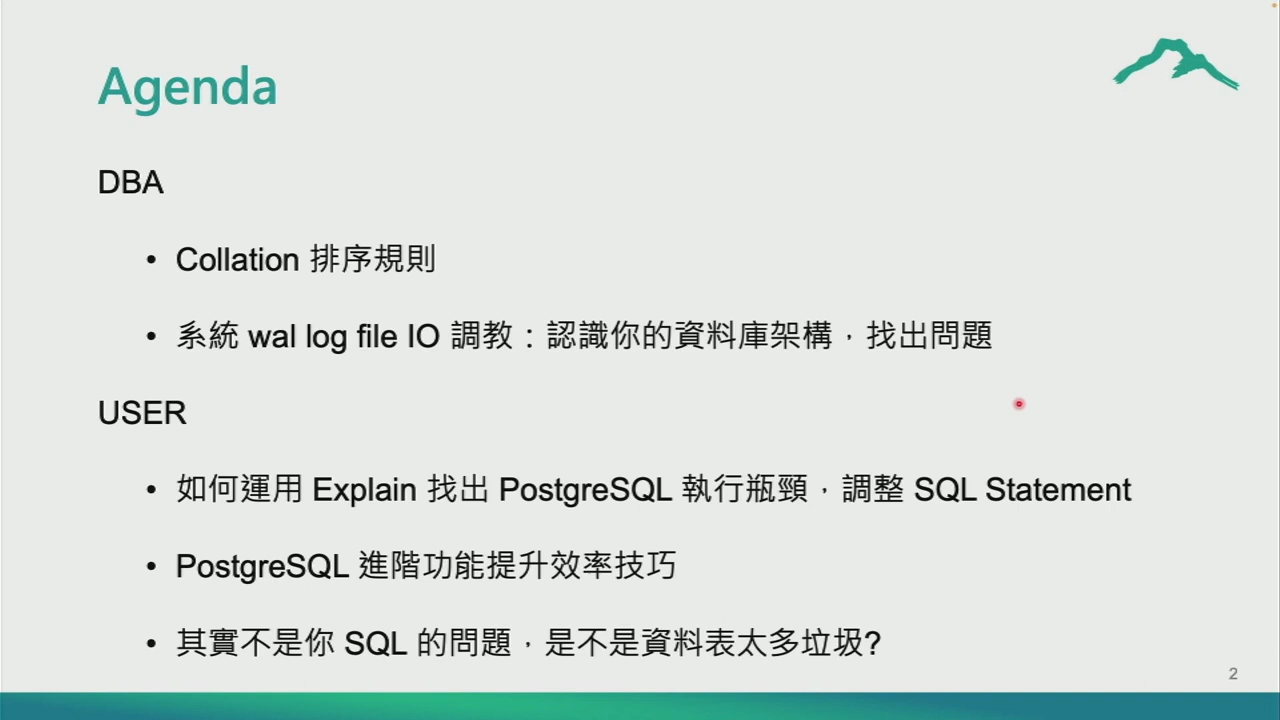 Agenda
DBA
• Collation 排序規則
• 系統 wal log file IO 調教：認識你的資料庫架構，找出問題
USER
• 如何運用 Explain 找出 PostgreSQL 執行瓶頸，調整 SQL Statement
• PostgreSQL 進階功能提升效率技巧
• 其實不是你 SQL 的問題，是不是資料表太多垃圾?
2